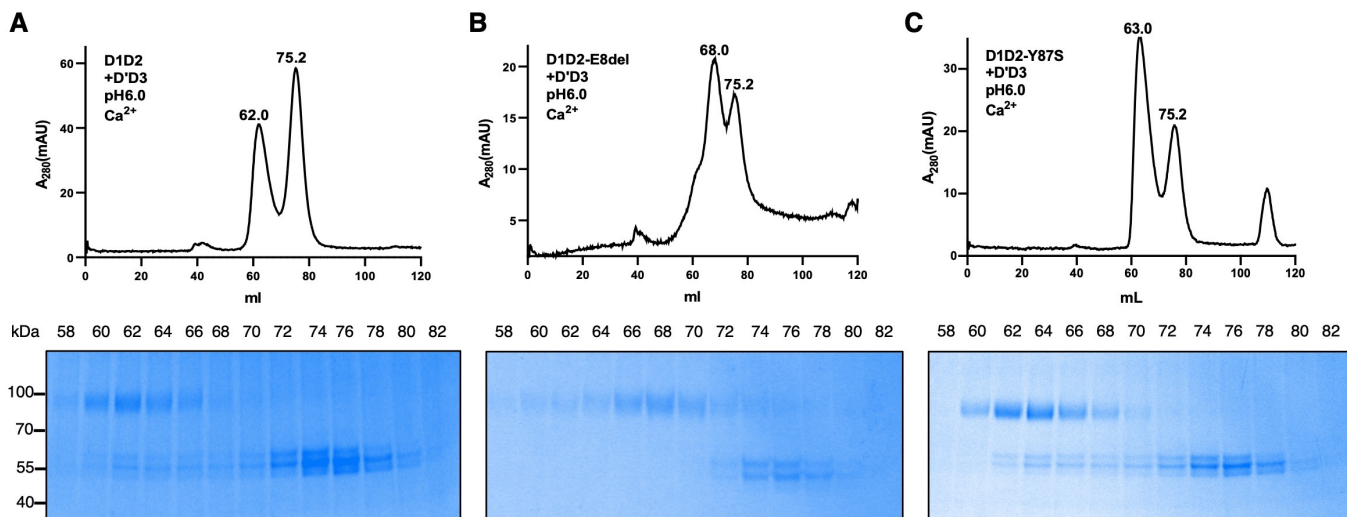 A
D1D2
+D'D3
pH6.0
Ca2+
62.0
75.2
A280(mAU)
60
40
20
0
0 20 40 60 80 100 120
ml
B
D1D2-E8del
+D'D3
pH6.0
Ca2+
68.0
75.2
A280(mAU)
20
15
10
5
0 20 40 60 80 100 120
ml
C
D1D2-Y87S
+D'D3
pH6.0
Ca2+
63.0
75.2
A280(mAU)
30
20
10
0
0 20 40 60 80 100 120
mL
kDa 58 60 62 64 66 68 70 72 74 76 78 80 82
100
70
55
40
58 60 62 64 66 68 70 72 74 76 78 80 82
58 60 62 64 66 68 70 72 74 76 78 80 82